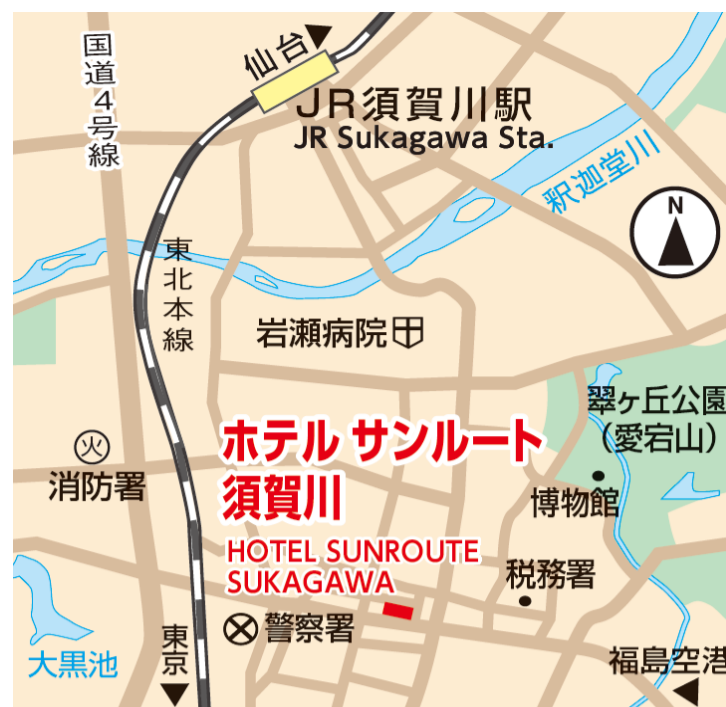 国道4号線
仙台
JR須賀川駅
JR Sukagawa Sta.
釈迦堂川
N
東北本線
岩瀬病院
翠ヶ丘公園
(愛宕山)
火
消防署
ホテル サンルート
須賀川
HOTEL SUNROUTE
SUKAGAWA
博物館
税務署
警察署
大黒池
東京
福島空港